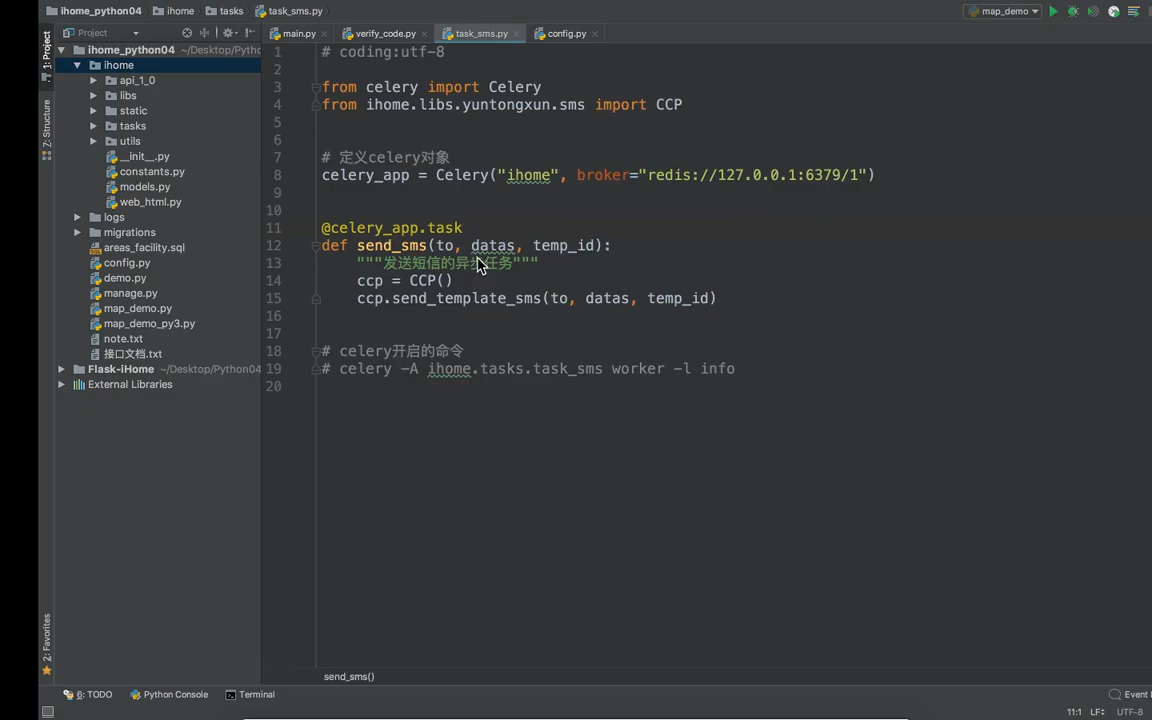 ihome_python04 ihome tasks task_sms.py
map_demo
Project
main.py verify_code.py task_sms.py config.py
1: Project
Z: Structure
2: Favorites
ihome_python04 ~/Desktop/Pythc
ihome
api_1_0
libs
static
tasks
utils
__init__.py
constants.py
models.py
web_html.py
logs
migrations
areas_facility.sql
config.py
demo.py
manage.py
map_demo.py
map_demo_py3.py
note.txt
接口文档.txt
Flask-iHome ~/Desktop/Python04
External Libraries
1 # coding:utf-8
2
3 from celery import Celery
4 from ihome.libs.yuntongxun.sms import CCP
5
6
7 # 定义celery对象
8 celery_app = Celery("ihome", broker="redis://127.0.0.1:6379/1")
9
10
11 @celery_app.task
12 def send_sms(to, datas, temp_id):
13 """发送短信的异步任务"""
14 ccp = CCP()
15 ccp.send_template_sms(to, datas, temp_id)
16
17
18 # celery开启的命令
19 # celery -A ihome.tasks.task_sms worker -l info
20
send_sms()
6: TODO Python Console Terminal Event
11:1 LF÷ UTF-8